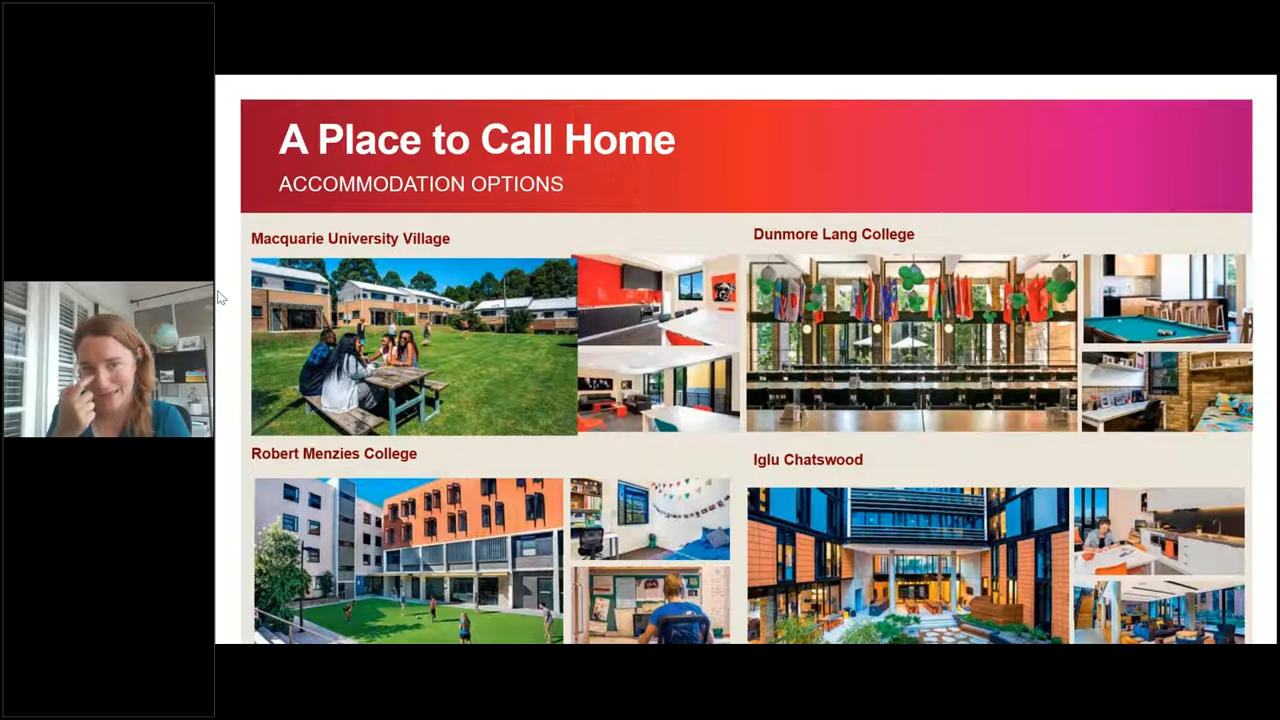 A Place to Call Home
ACCOMMODATION OPTIONS
Macquarie University Village
Dunmore Lang College
Robert Menzies College
Iglu Chatswood